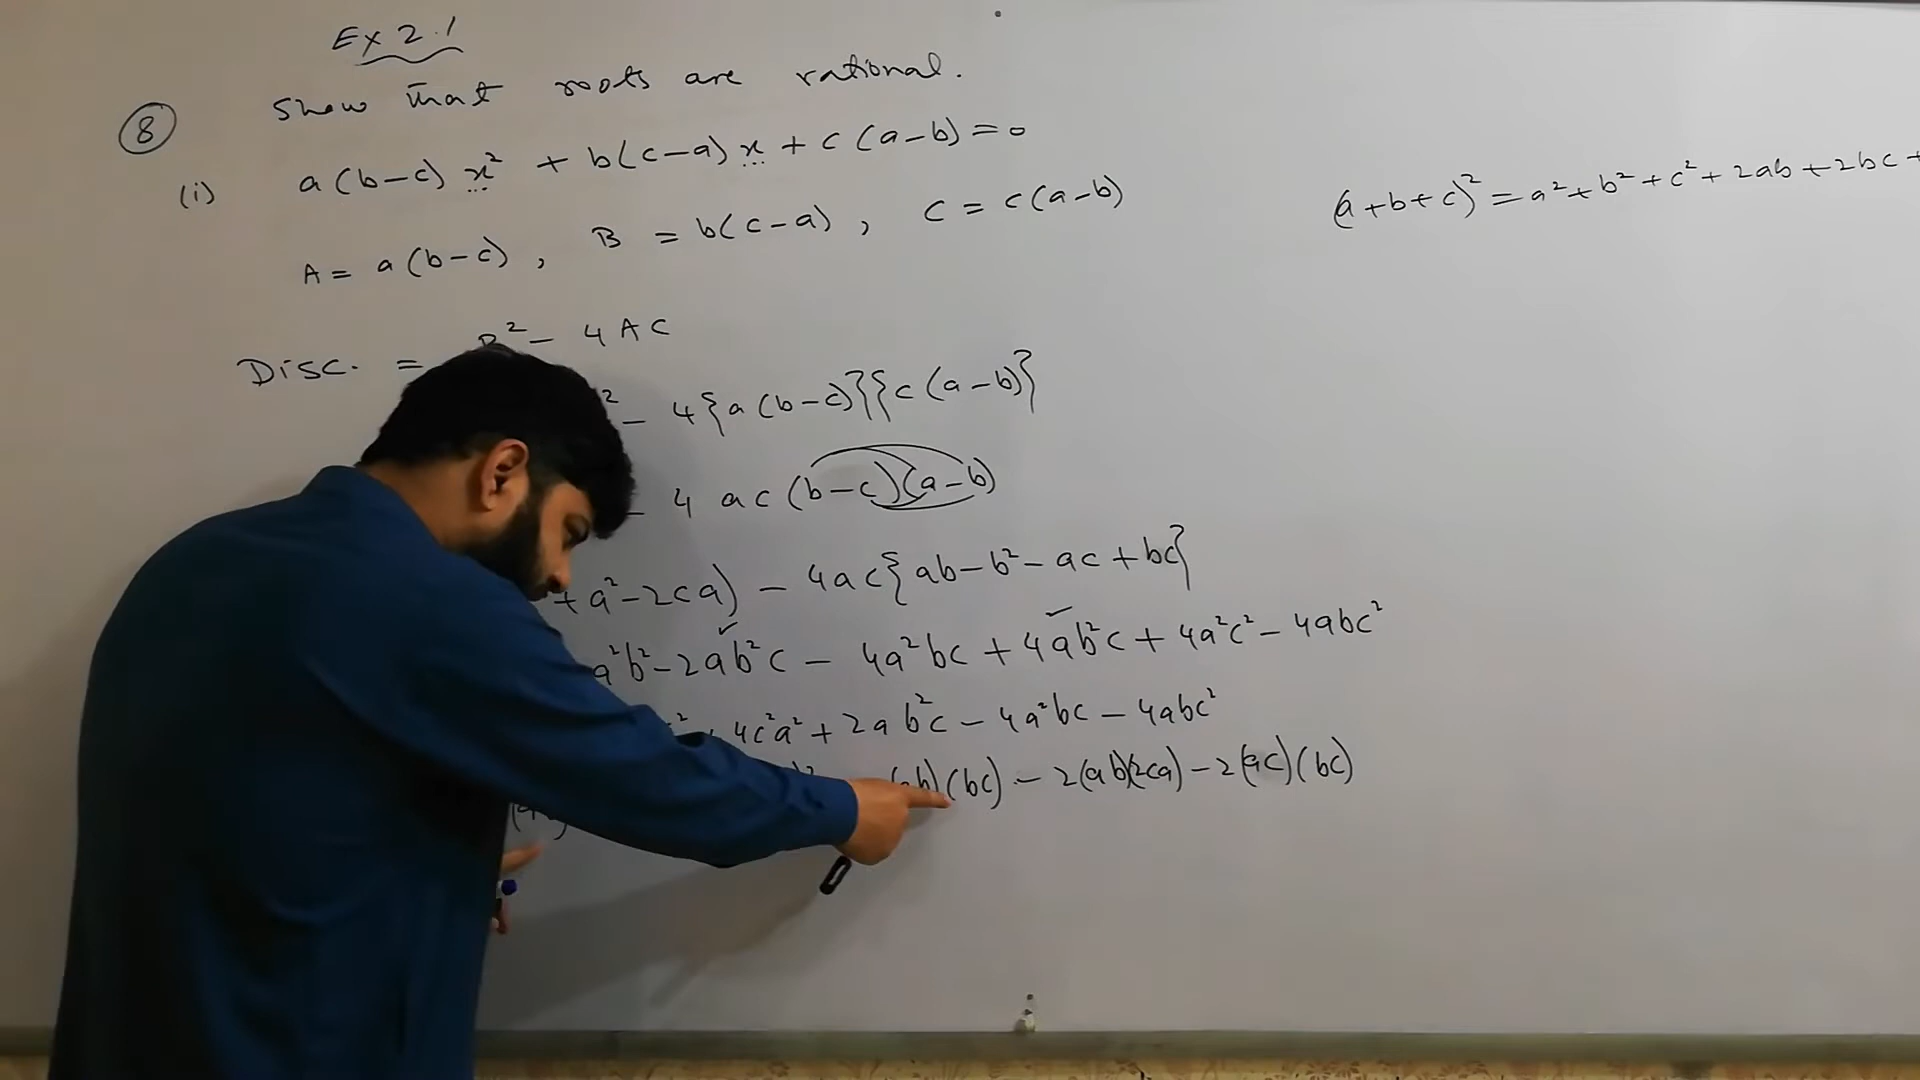 Ex 2.1
⑧ Show that roots are rational.
(i) a(b-c)x² + b(c-a)x + c(a-b)=0
(a+b+c)² = a²+b²+c²+2ab+2bc+
A = a(b-c), B = b(c-a), C = c(a-b)
Disc. = B² - 4AC
² - 4{a(b-c)}{c(a-b)}
- 4ac(b-c)(a-b)
+a²-2ca) - 4ac{ab-b²-ac+bc}
a²b²-2ab²c - 4a²bc + 4ab²c + 4a²c² - 4abc²
² + 4c²a² + 2ab²c - 4a²bc - 4abc²
(bc) - 2(ab)(2ca) - 2(ac)(bc)